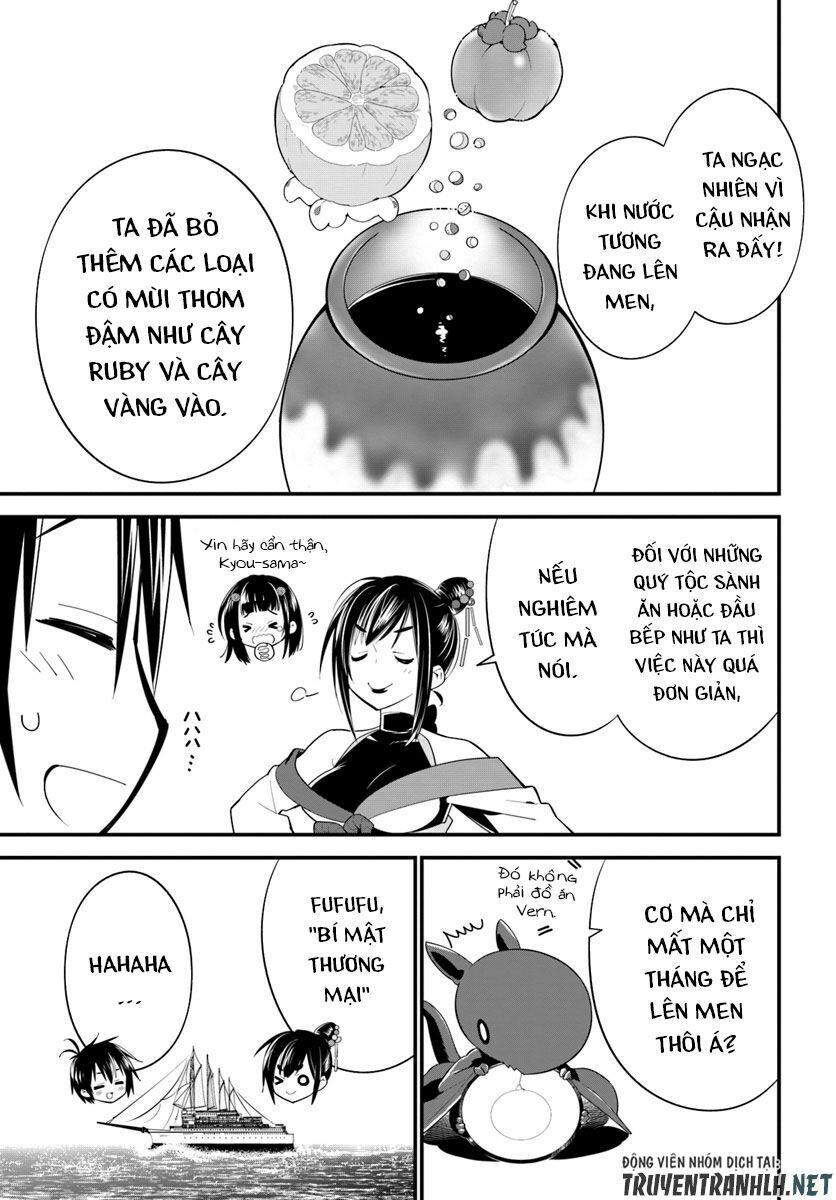 TA NGẠC
NHIÊN VÌ
CẬU NHẬN
RA ĐẤY!
KHI NƯỚC
TƯƠNG
ĐANG LÊN
MEN,
TA ĐÃ BỎ
THÊM CÁC LOẠI
CÓ MÙI THƠM
ĐẬM NHƯ CÂY
RUBY VÀ CÂY
VÀNG VÀO.
ĐỐI VỚI NHỮNG
QUÝ TỘC SÀNH
ĂN HOẶC ĐẦU
BẾP NHƯ TA THÌ
VIỆC NÀY QUÁ
ĐƠN GIẢN,
NẾU
NGHIÊM
TÚC MÀ
NÓI.
Xin hãy cẩn thận,
Kyou-sama~
ハハハ…
CƠ MÀ CHỈ
MẤT MỘT
THÁNG ĐỂ
LÊN MEN
THÔI Á?
Đó không
phải đồ ăn
Vern.
FUFUFU,
"BÍ MẬT
THƯƠNG
MẠI"
HAHAHA
...
ĐỘNG VIÊN NHÓM DỊCH TẠI:
TRUYENTRANHLH.NET